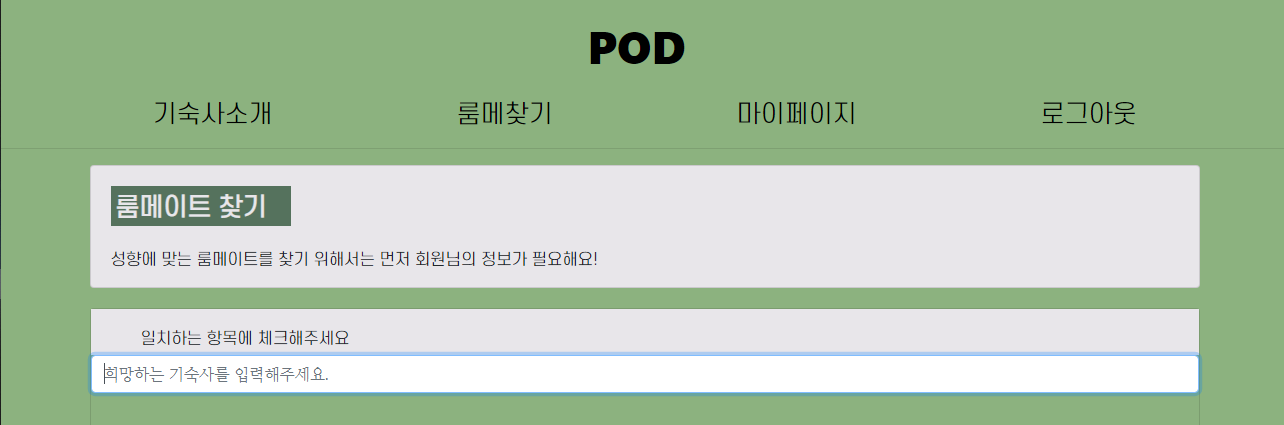 POD
기숙사소개 룸메찾기 마이페이지 로그아웃
룸메이트 찾기
성향에 맞는 룸메이트를 찾기 위해서는 먼저 회원님의 정보가 필요해요!
일치하는 항목에 체크해주세요
희망하는 기숙사를 입력해주세요.